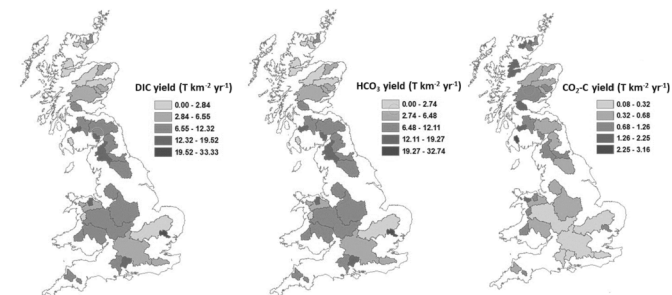 DIC yield (T km⁻² yr⁻¹)
0.00 - 2.84
2.84 - 6.55
6.55 - 12.32
12.32 - 19.52
19.52 - 33.33
HCO₃ yield (T km⁻² yr⁻¹)
0.00 - 2.74
2.74 - 6.48
6.48 - 12.11
12.11 - 19.27
19.27 - 32.74
CO₂-C yield (T km⁻² yr⁻¹)
0.08 - 0.32
0.32 - 0.68
0.68 - 1.26
1.26 - 2.25
2.25 - 3.16